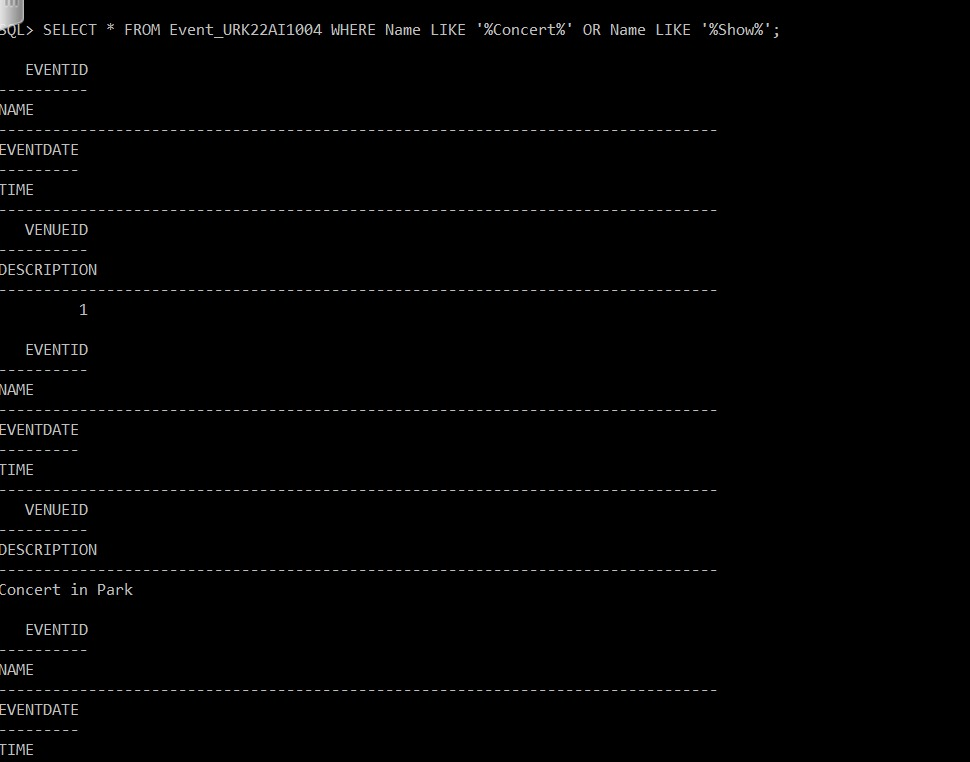 SQL> SELECT * FROM Event_URK22AI1004 WHERE Name LIKE '%Concert%' OR Name LIKE '%Show%';
EVENTID
----------
NAME
--------------------------------------------------------------------------------
EVENTDATE
---------
TIME
--------------------------------------------------------------------------------
VENUEID
----------
DESCRIPTION
--------------------------------------------------------------------------------
1
EVENTID
----------
NAME
--------------------------------------------------------------------------------
EVENTDATE
---------
TIME
--------------------------------------------------------------------------------
VENUEID
----------
DESCRIPTION
--------------------------------------------------------------------------------
Concert in Park
EVENTID
----------
NAME
--------------------------------------------------------------------------------
EVENTDATE
---------
TIME